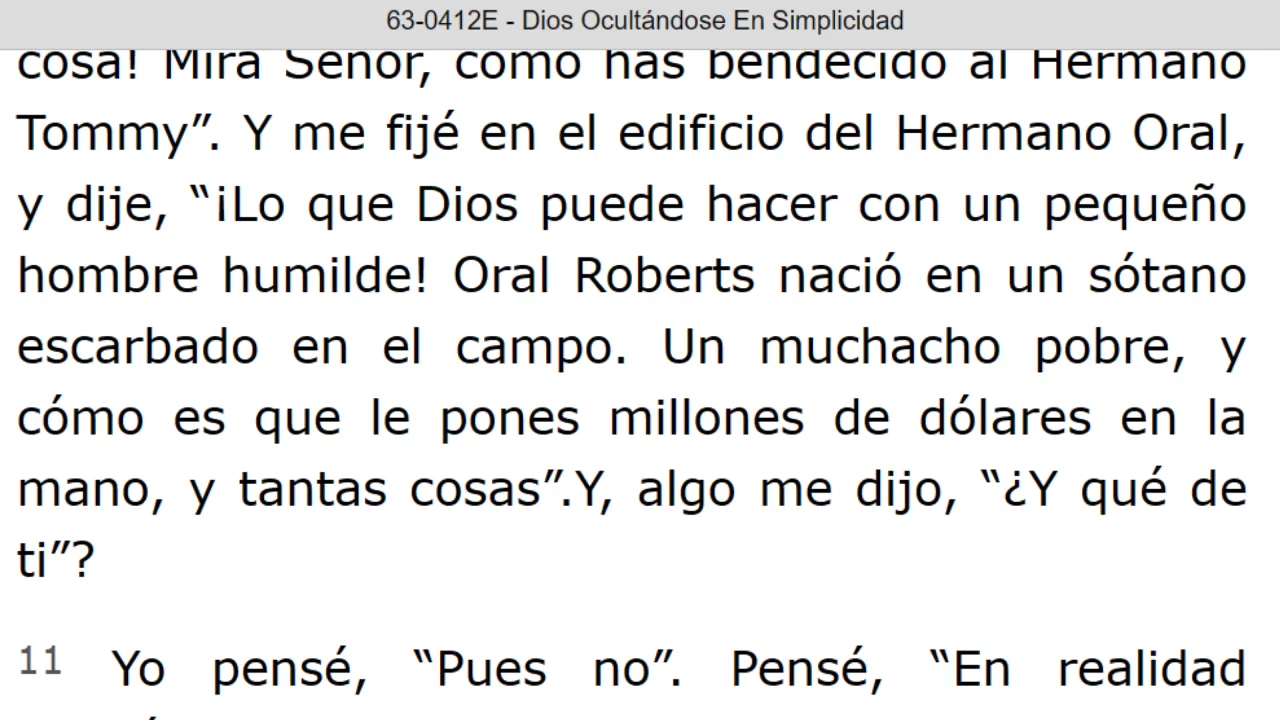 63-0412E - Dios Ocultándose En Simplicidad
cosa! Mira Señor, cómo has bendecido al Hermano
Tommy”. Y me fijé en el edificio del Hermano Oral,
y dije, “¡Lo que Dios puede hacer con un pequeño
hombre humilde! Oral Roberts nació en un sótano
escarbado en el campo. Un muchacho pobre, y
cómo es que le pones millones de dólares en la
mano, y tantas cosas”.Y, algo me dijo, “¿Y qué de
ti”?
11 Yo pensé, “Pues no”. Pensé, “En realidad